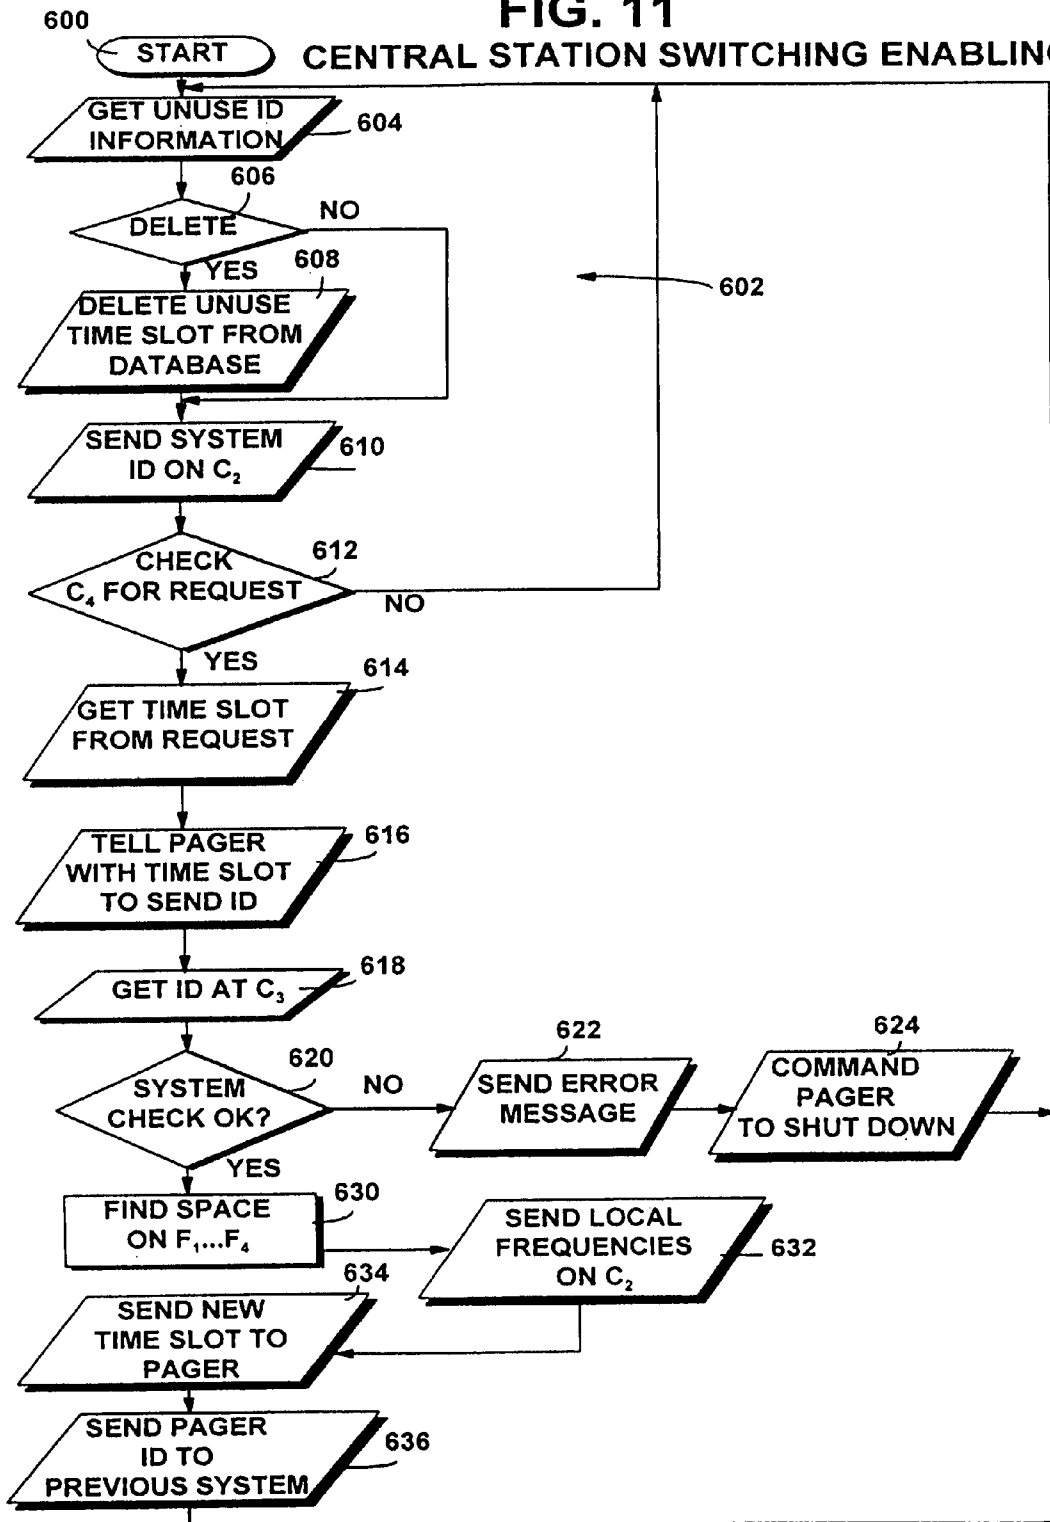 FIG. 11
CENTRAL STATION SWITCHING ENABLING
600
START
GET UNUSE ID
INFORMATION
604
606
DELETE
NO
YES
608
602
DELETE UNUSE
TIME SLOT FROM
DATABASE
SEND SYSTEM
ID ON C₂
610
CHECK
C₄ FOR REQUEST
612
NO
YES
614
GET TIME SLOT
FROM REQUEST
TELL PAGER
WITH TIME SLOT
TO SEND ID
616
GET ID AT C₃
618
SYSTEM
CHECK OK?
620
NO
YES
622
SEND ERROR
MESSAGE
624
COMMAND
PAGER
TO SHUT DOWN
FIND SPACE
ON F₁...F₄
630
SEND LOCAL
FREQUENCIES
ON C₂
632
634
SEND NEW
TIME SLOT TO
PAGER
SEND PAGER
ID TO
PREVIOUS SYSTEM
636